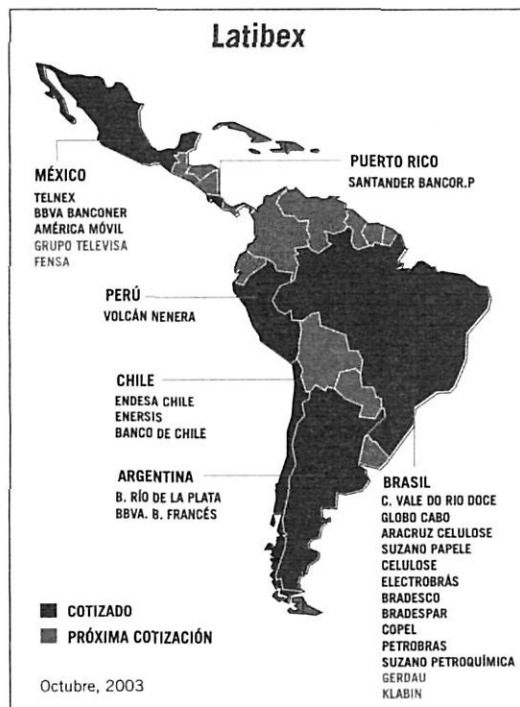 Latibex
MÉXICO
TELNEX
BBVA BANCONER
AMÉRICA MÓVIL
GRUPO TELEVISA
FENSA
PUERTO RICO
SANTANDER BANCOR.P
PERÚ
VOLCÁN NENERA
CHILE
ENDESA CHILE
ENERSIS
BANCO DE CHILE
ARGENTINA
B. RÍO DE LA PLATA
BBVA. B. FRANCÉS
BRASIL
C. VALE DO RIO DOCE
GLOBO CABO
ARACRUZ CELULOSE
SUZANO PAPELE
CELULOSE
ELECTROBRÁS
BRADESCO
BRADESPAR
COPEL
PETROBRAS
SUZANO PETROQUÍMICA
GERDAU
KLABIN
COTIZADO
PRÓXIMA COTIZACIÓN
Octubre, 2003